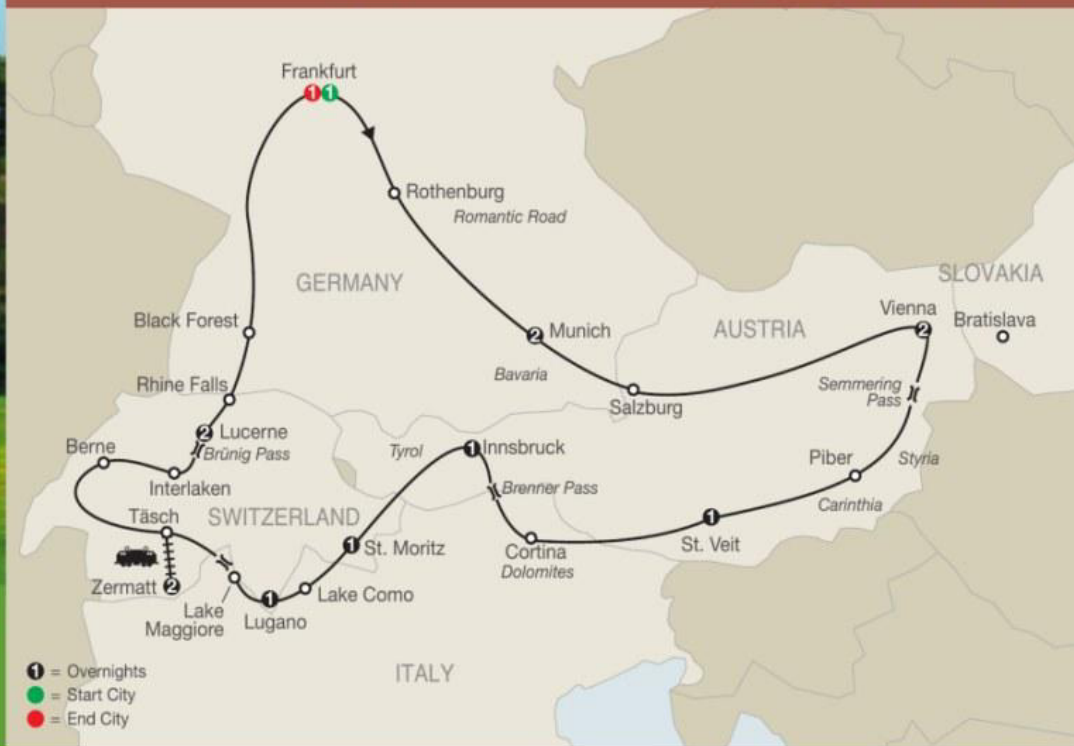 Frankfurt
1 1
Rothenburg
Romantic Road
GERMANY
SLOVAKIA
Black Forest
2 Munich
AUSTRIA
Vienna
2
Bratislava
Bavaria
Rhine Falls
Salzburg
Semmering
Pass
2 Lucerne
Brünig Pass
Berne
Interlaken
Tyrol
1 Innsbruck
Brenner Pass
Piber
Styria
Carinthia
Täsch
SWITZERLAND
1 St. Moritz
Cortina
Dolomites
1
St. Veit
Zermatt 2
Lake
Maggiore
1
Lugano
Lake Como
ITALY
1 = Overnights
= Start City
= End City